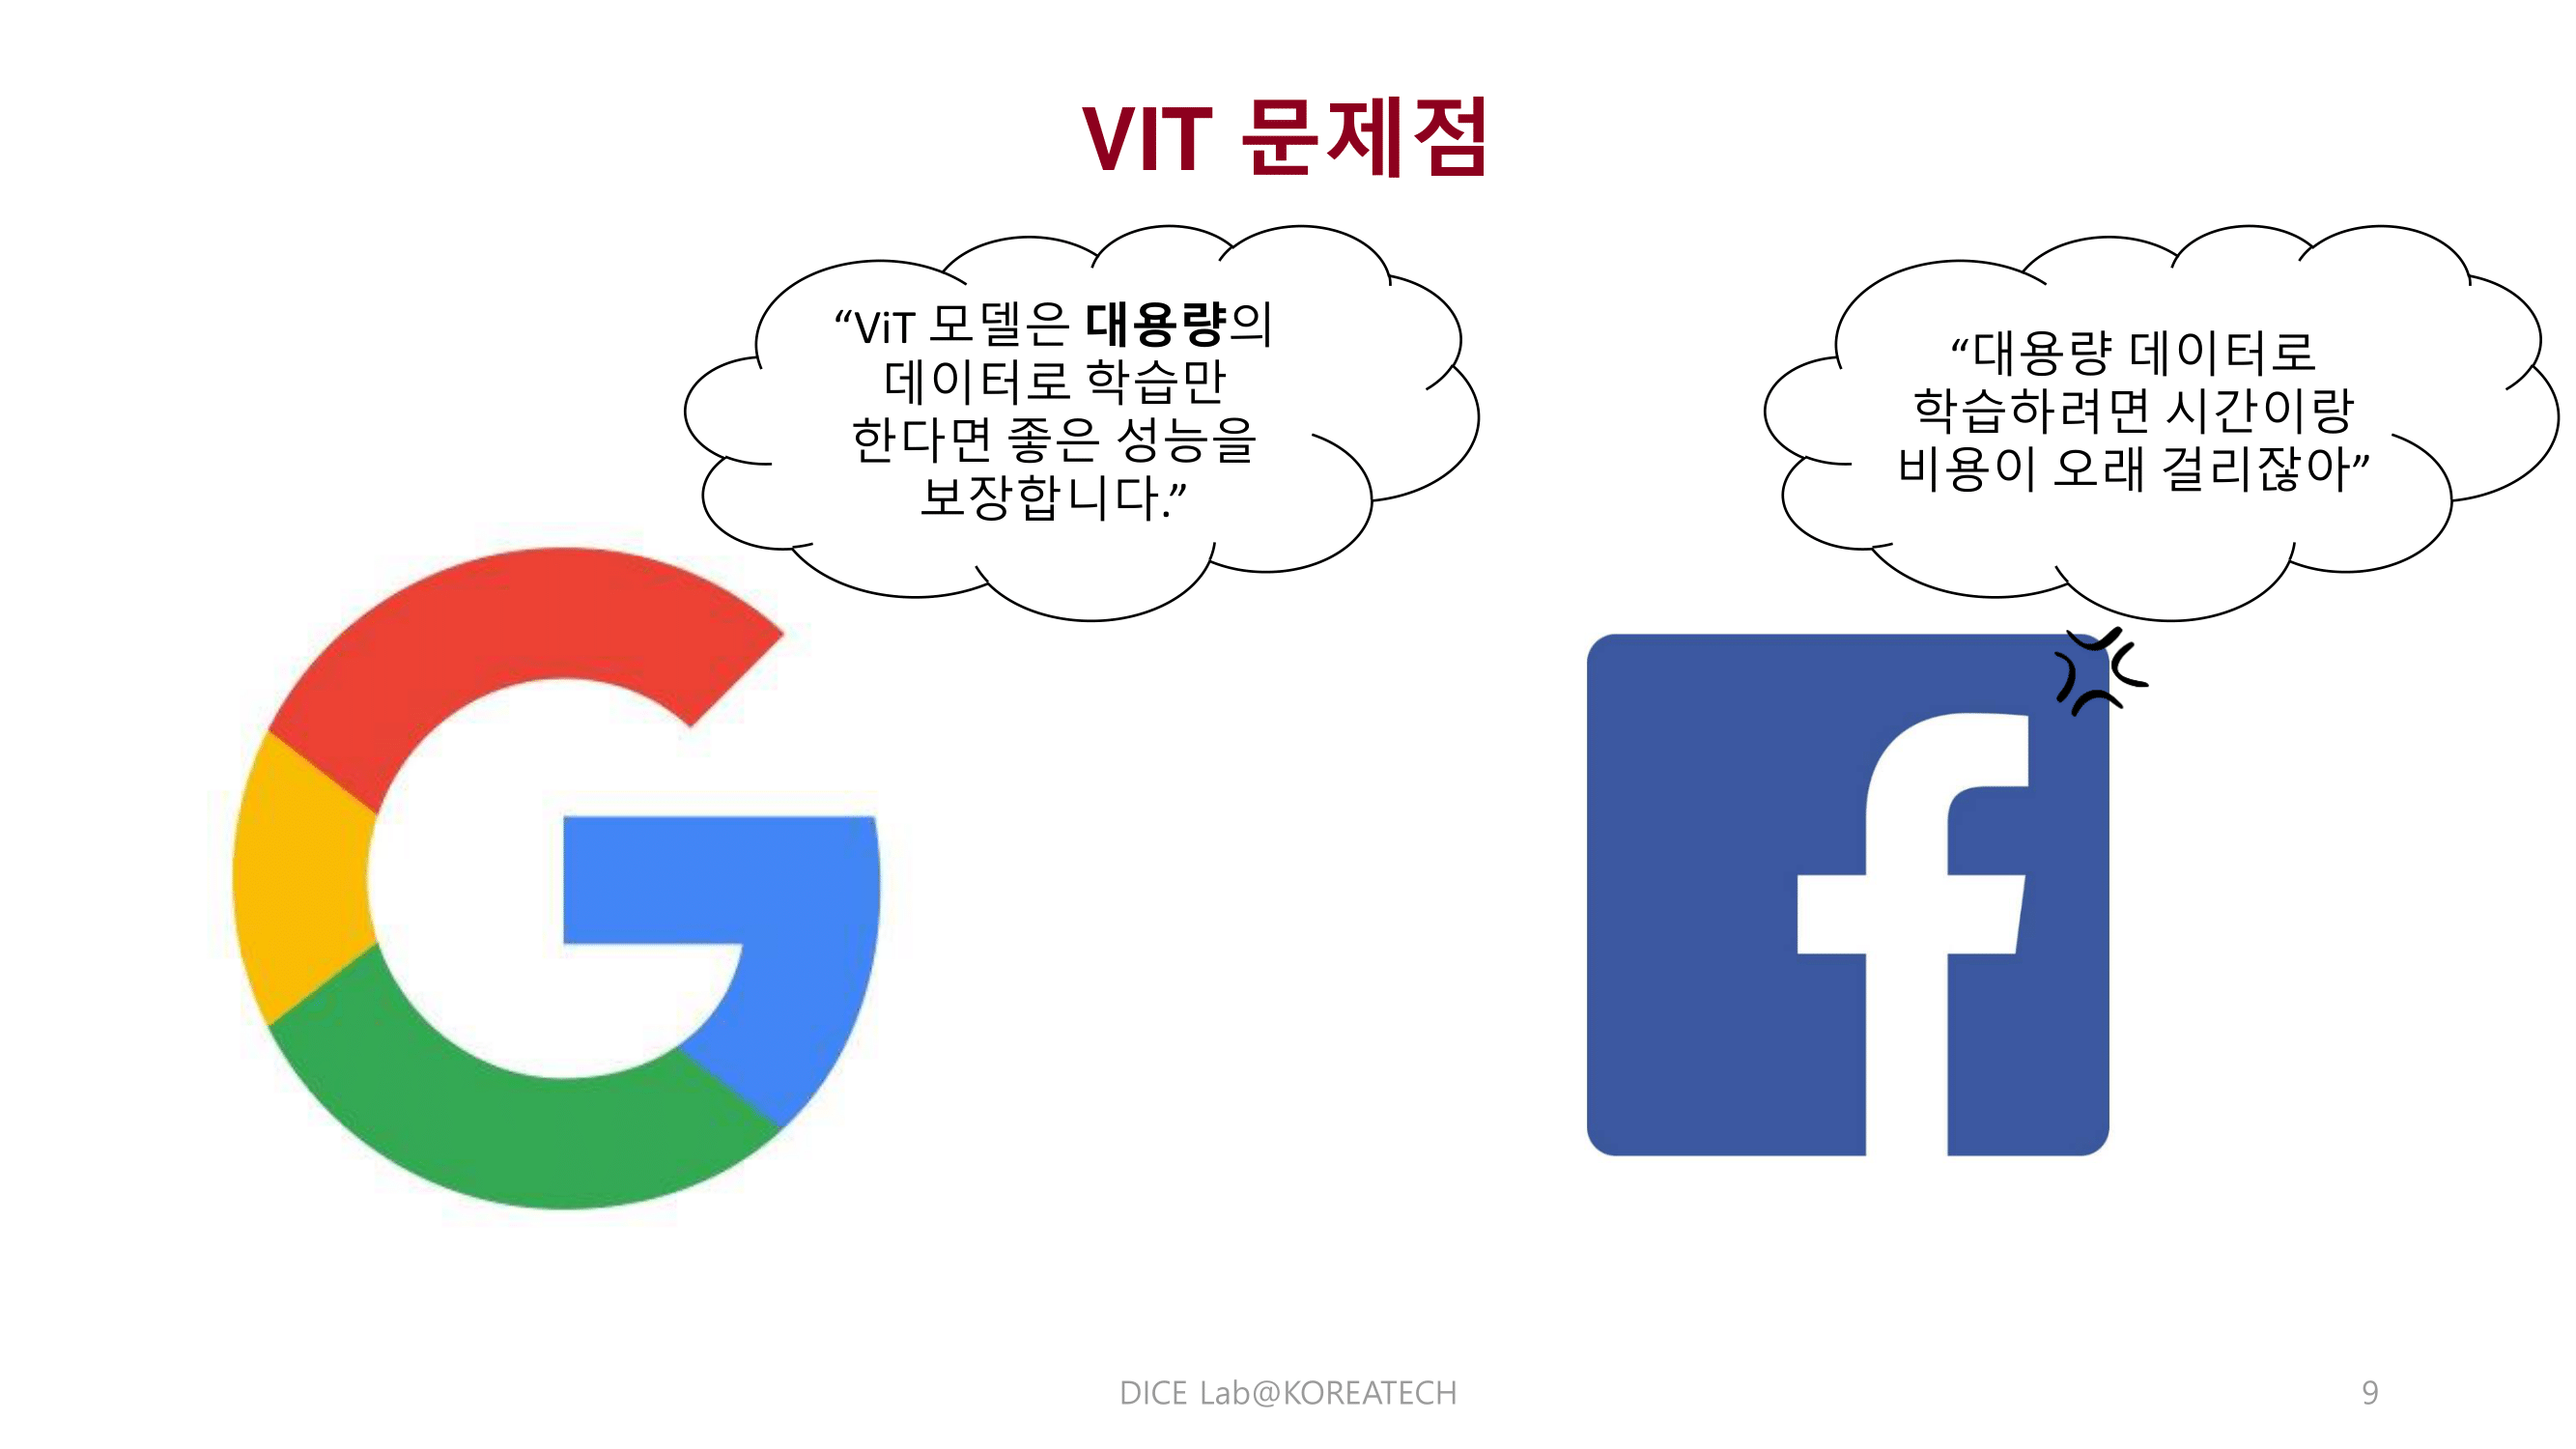 VIT 문제점
“ViT 모델은 대용량의
데이터로 학습만
한다면 좋은 성능을
보장합니다.”
“대용량 데이터로
학습하려면 시간이랑
비용이 오래 걸리잖아”
DICE Lab@KOREATECH
9